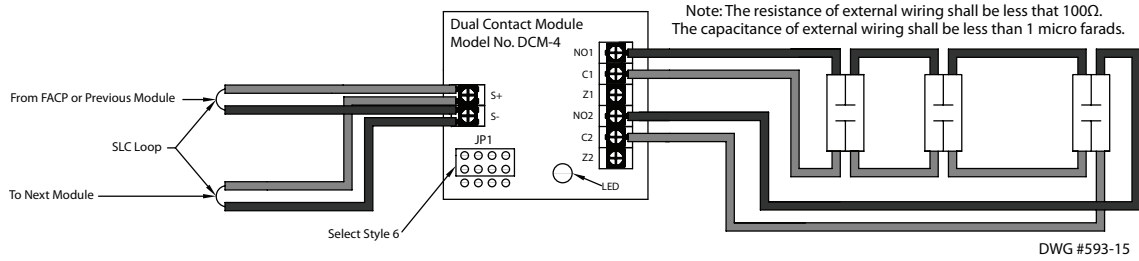 Note: The resistance of external wiring shall be less that 100Ω.
The capacitance of external wiring shall be less than 1 micro farads.
Dual Contact Module
Model No. DCM-4
NO1
C1
Z1
NO2
C2
Z2
S+
S-
JP1
LED
From FACP or Previous Module
SLC Loop
To Next Module
Select Style 6
DWG #593-15